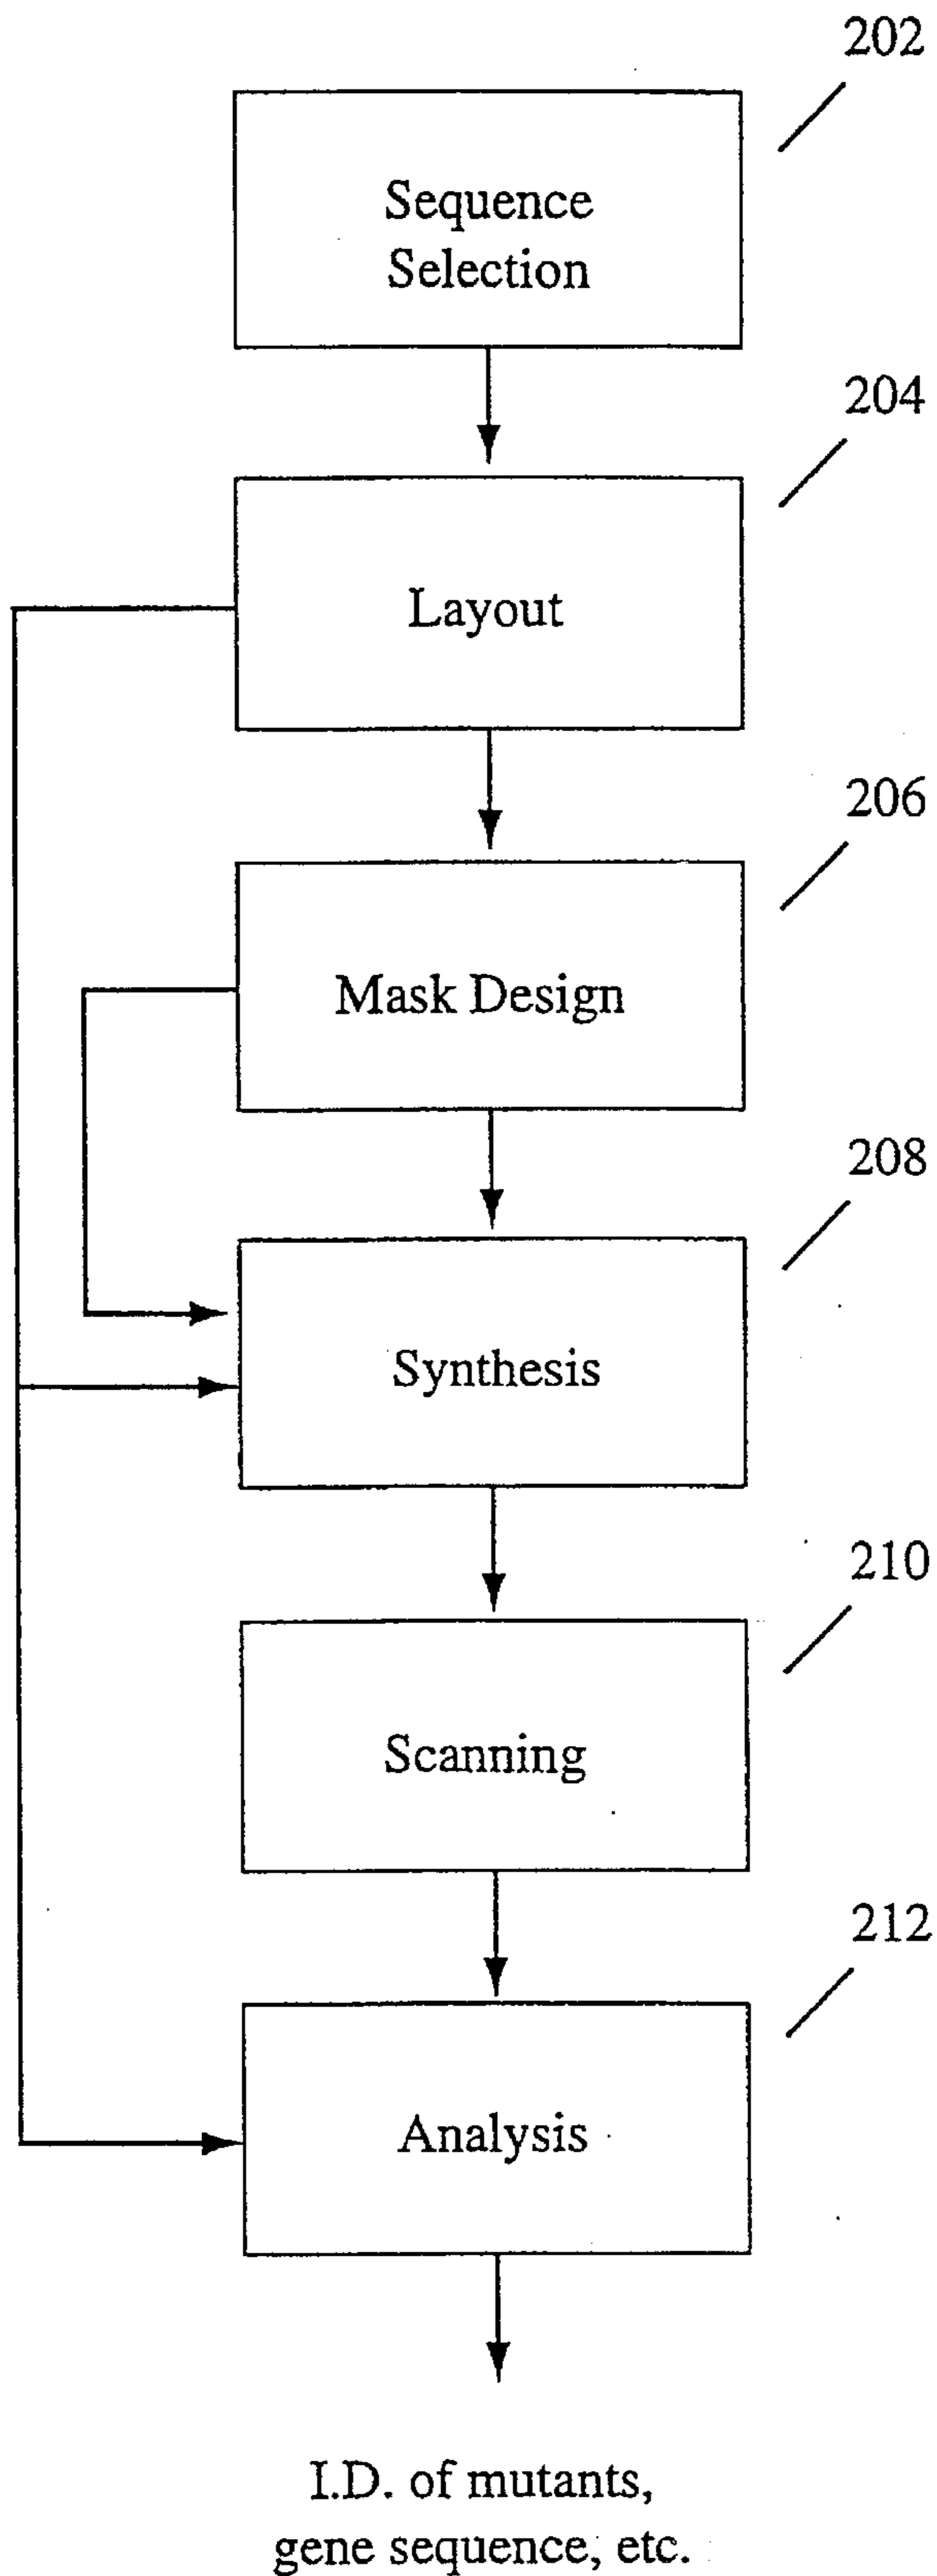 202
Sequence
Selection
204
Layout
206
Mask Design
208
Synthesis
210
Scanning
212
Analysis
I.D. of mutants,
gene sequence, etc.